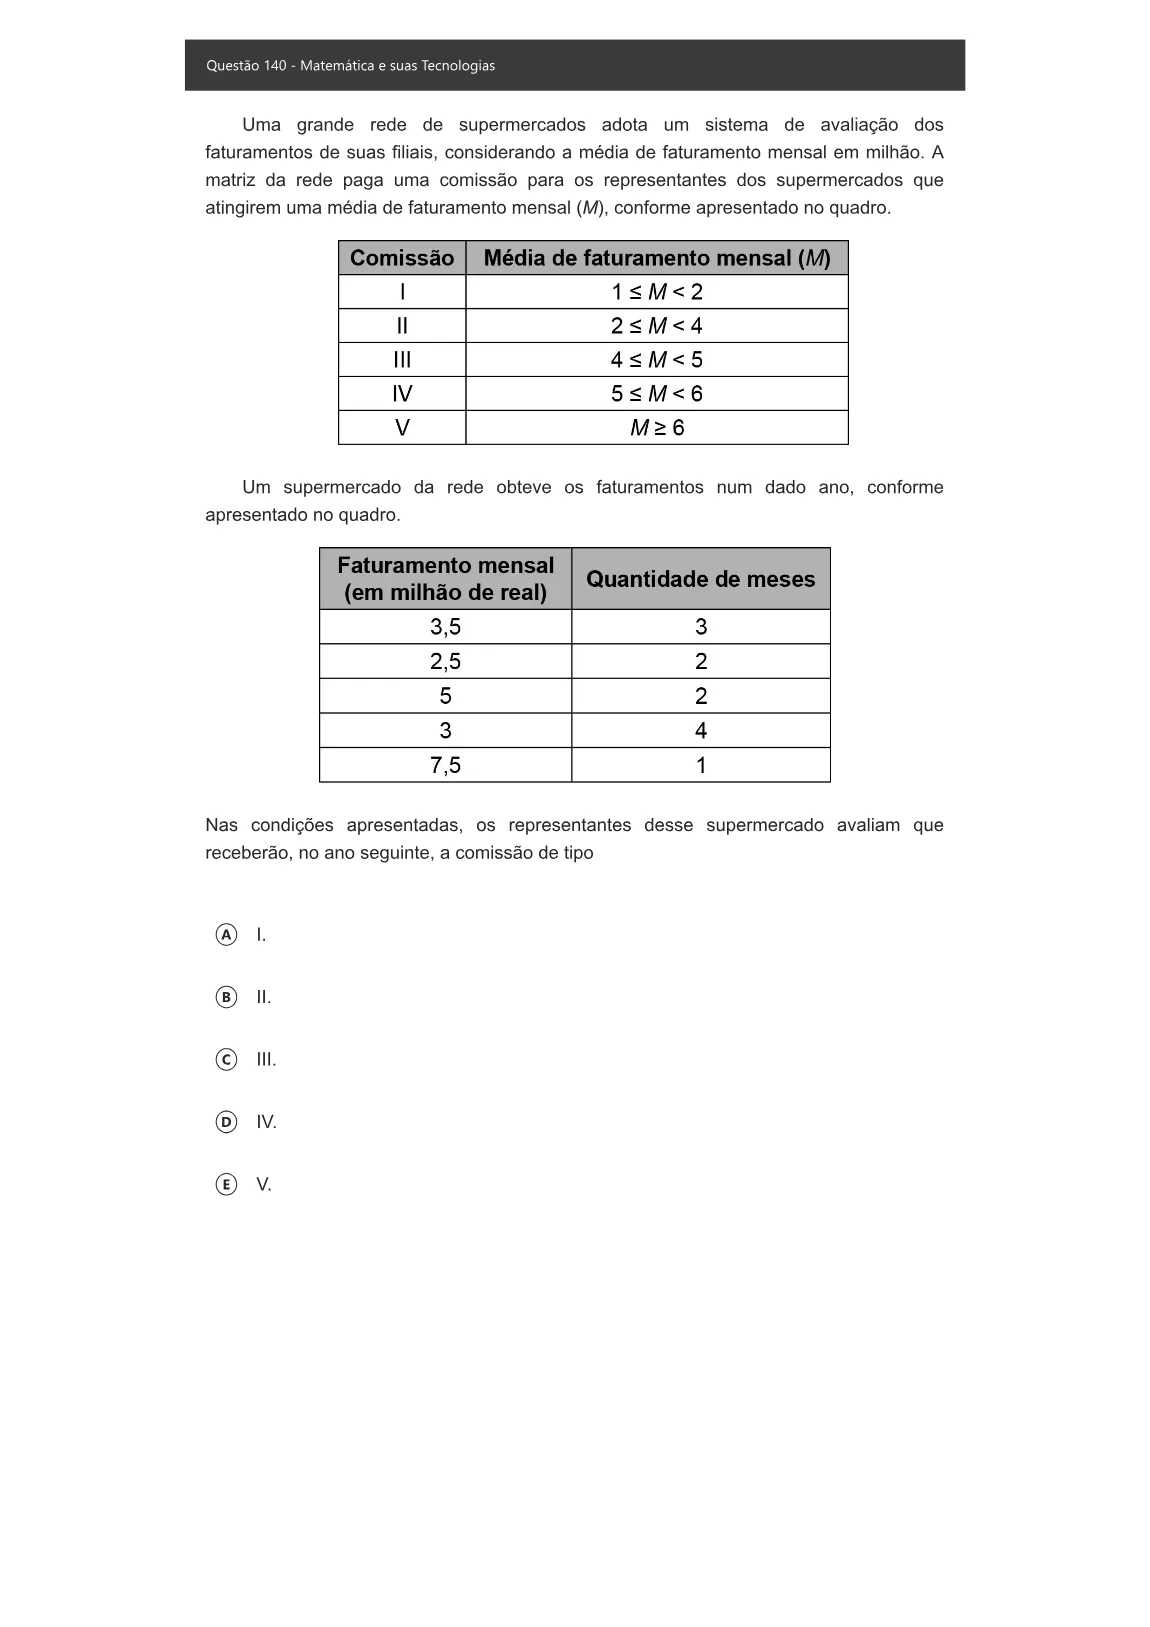 Questão 140 - Matemática e suas Tecnologias
Uma grande rede de supermercados adota um sistema de avaliação dos
faturamentos de suas filiais, considerando a média de faturamento mensal em milhão. A
matriz da rede paga uma comissão para os representantes dos supermercados que
atingirem uma média de faturamento mensal (M), conforme apresentado no quadro.
Comissão Média de faturamento mensal (M)
I 1 ≤ M < 2
II 2 ≤ M < 4
III 4 ≤ M < 5
IV 5 ≤ M < 6
V M ≥ 6
Um supermercado da rede obteve os faturamentos num dado ano, conforme
apresentado no quadro.
Faturamento mensal
(em milhão de real) Quantidade de meses
3,5 3
2,5 2
5 2
3 4
7,5 1
Nas condições apresentadas, os representantes desse supermercado avaliam que
receberão, no ano seguinte, a comissão de tipo
A I.
B II.
C III.
D IV.
E V.